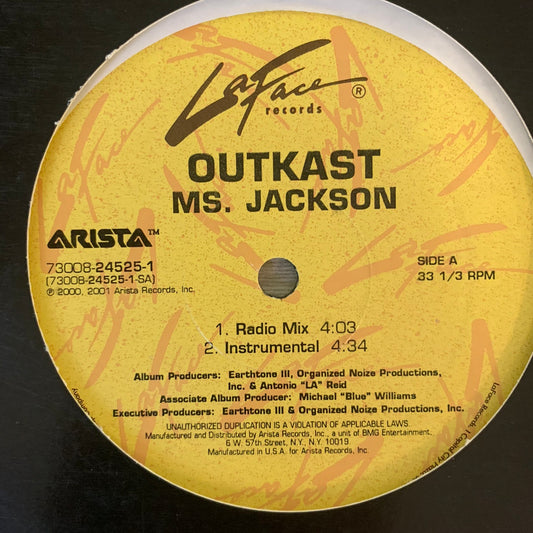 LaFace
records ®
OUTKAST
MS. JACKSON
ARISTA™
73008-24525-1
(73008-24525-1-SA)
℗ 2000, 2001 Arista Records, Inc.
SIDE A
33 1/3 RPM
1. Radio Mix 4:03
2. Instrumental 4:34
Album Producers: Earthtone III, Organized Noize Productions,
Inc. & Antonio "LA" Reid
Associate Album Producer: Michael "Blue" Williams
Executive Producers: Earthtone III & Organized Noize Productions, Inc.
UNAUTHORIZED DUPLICATION IS A VIOLATION OF APPLICABLE LAWS.
Manufactured and Distributed by Arista Records, Inc., a unit of BMG Entertainment,
6 W. 57th Street, N.Y., N.Y. 10019
Manufactured in U.S.A. for Arista Records, Inc.
LaFace Records